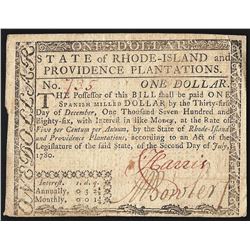 ONE DOLLAR.
STATE of RHODE-ISLAND and
PROVIDENCE PLANTATIONS.
No. 735 ONE DOLLAR.
THE Possessor of this BILL shall be paid ONE
SPANISH MILLED DOLLAR by the Thirty-first
Day of December, One Thousand Seven Hundred and
Eighty-six, with Interest in like Money, at the Rate of
Five per Centum per Annum, by the State of Rhode-Island
and Providence Plantations, according to an Act of the
Legislature of the said State, of the Second Day of July,
1780.
Interest.
Annually,
Monthly,
C Harris
Bowler